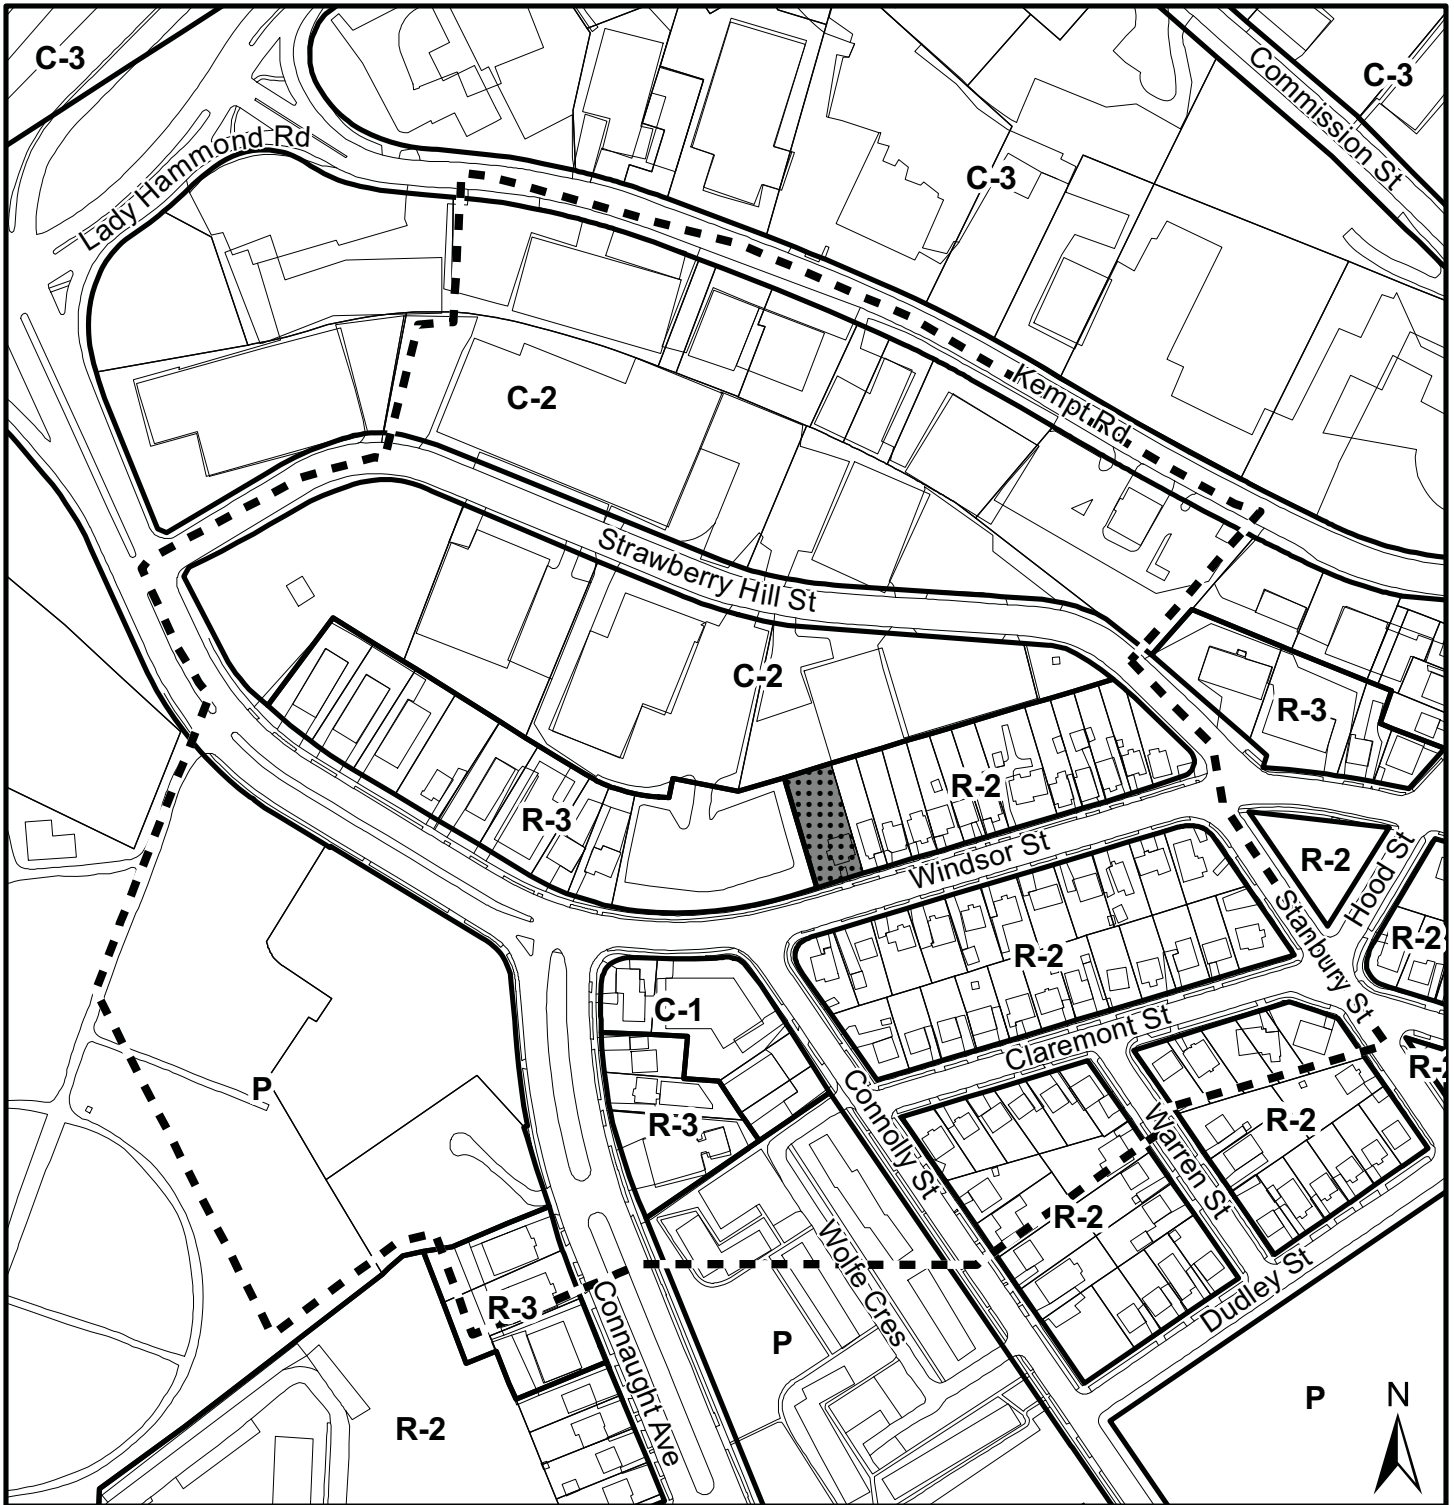 C-3
Commission St
C-3
Lady Hammond Rd
C-3
Kempt Rd
C-2
Strawberry Hill St
C-2
R-3
R-2
R-3
Windsor St
R-2
Hood St
R-2
R-2
Stanbury St
C-1
Claremont St
R-2
P
R-3
Connolly St
Warren St
R-2
R-2
Wolfe Cres
Dudley St
R-3
Connaught Ave
P
R-2
P
N